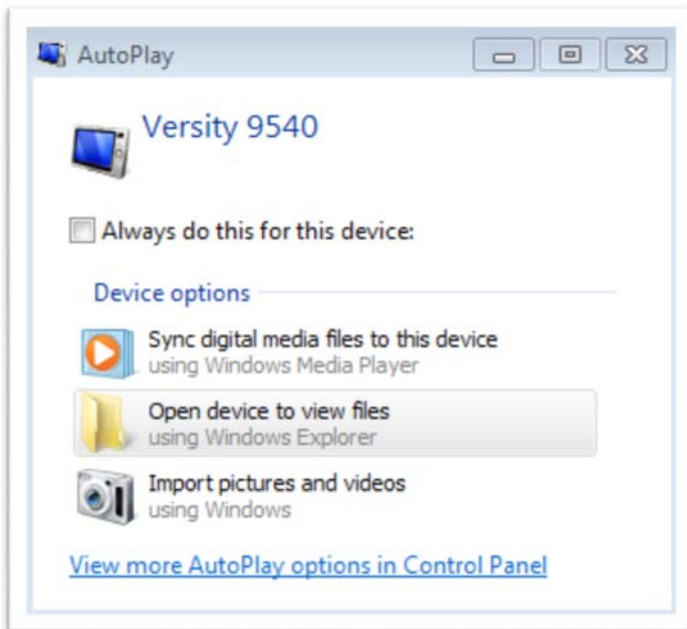 AutoPlay
Versity 9540
Always do this for this device:
Device options
Sync digital media files to this device
using Windows Media Player
Open device to view files
using Windows Explorer
Import pictures and videos
using Windows
View more AutoPlay options in Control Panel